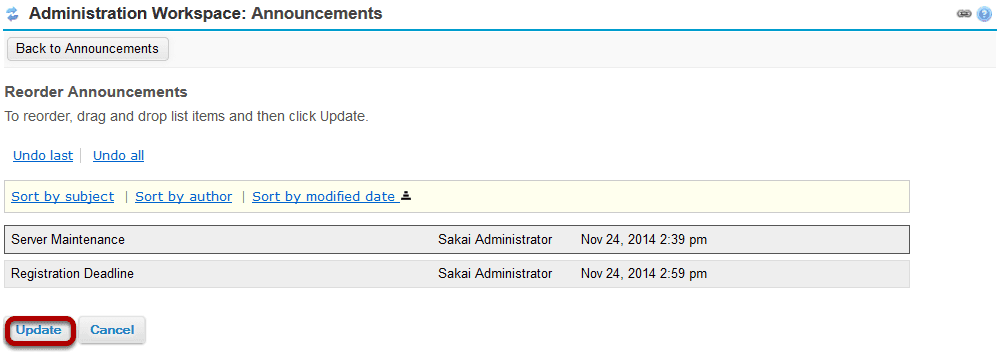 Administration Workspace: Announcements
Back to Announcements
Reorder Announcements
To reorder, drag and drop list items and then click Update.
Undo last | Undo all
Sort by subject | Sort by author | Sort by modified date
Server Maintenance Sakai Administrator Nov 24, 2014 2:39 pm
Registration Deadline Sakai Administrator Nov 24, 2014 2:59 pm
Update Cancel